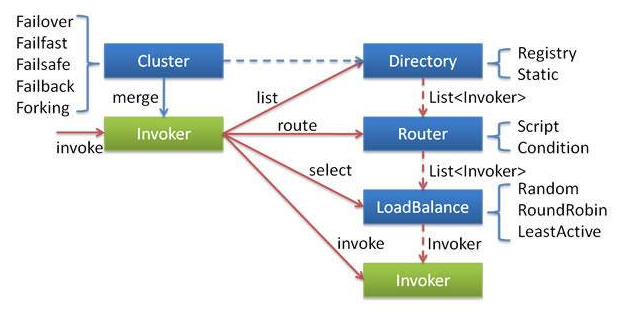 Failover
Failfast
Failsafe
Failback
Forking
Cluster
Directory
Registry
Static
merge
list
List<Invoker>
invoke
Invoker
route
Router
Script
Condition
select
List<Invoker>
LoadBalance
Random
RoundRobin
LeastActive
invoke
Invoker
Invoker